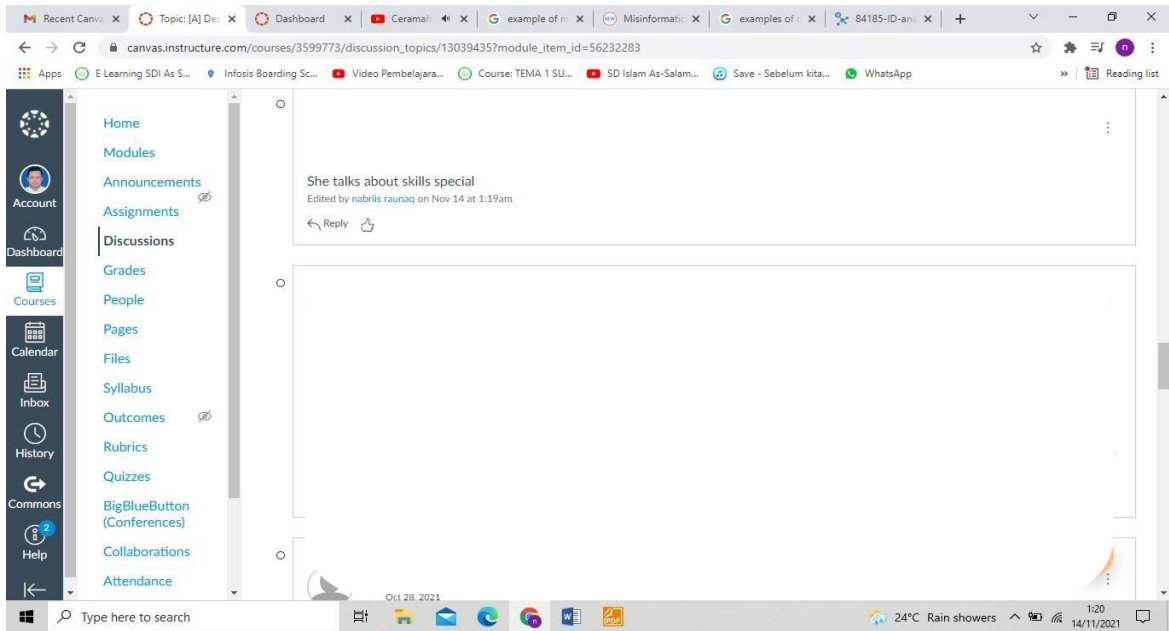 Recent Canva
Topic: [A] Des
Dashboard
Ceramah
example of m
Misinformatic
examples of
84185-ID-ana
canvas.instructure.com/courses/3599773/discussion_topics/13039435?module_item_id=56232283
Apps E Learning SDI As S... Infosis Boarding Sc... Video Pembelajara... Course: TEMA 1 SU... SD Islam As-Salam... Save - Sebelum kita... WhatsApp » Reading list
Account
Dashboard
Courses
Calendar
Inbox
History
Commons
2
Help
Home
Modules
Announcements
Assignments
Discussions
Grades
People
Pages
Files
Syllabus
Outcomes
Rubrics
Quizzes
BigBlueButton
(Conferences)
Collaborations
Attendance
She talks about skills special
Edited by nabriis raunaq on Nov 14 at 1:19am
Reply
Oct 28, 2021
Type here to search
24°C Rain showers
1:20
14/11/2021